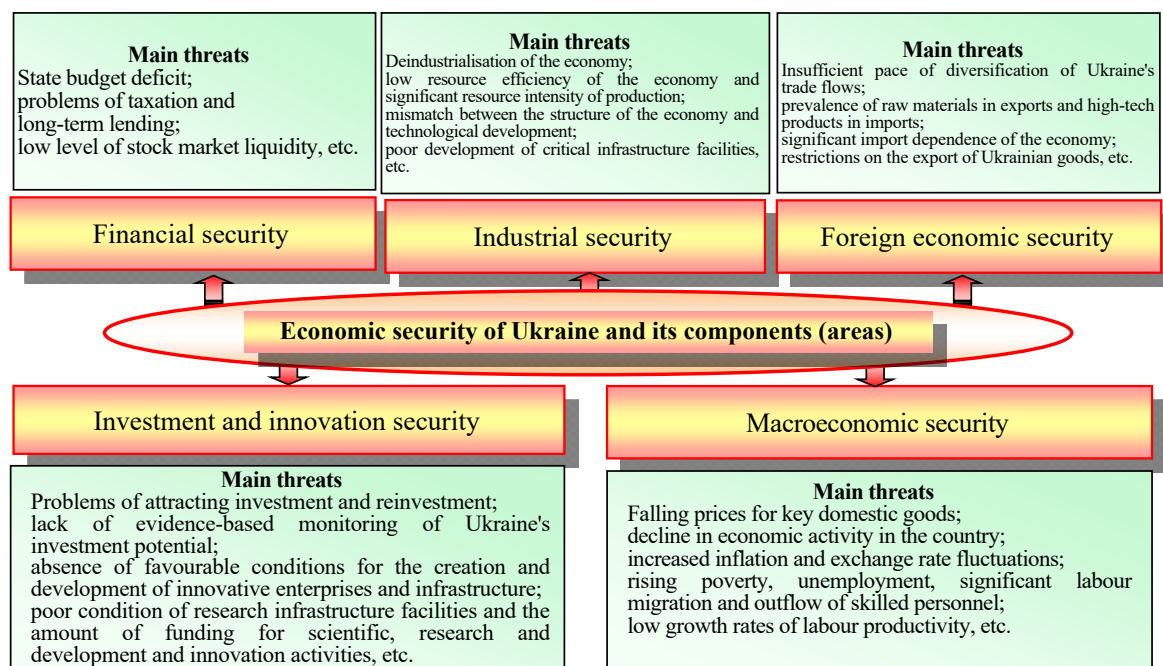 Main threats
State budget deficit;
problems of taxation and
long-term lending;
low level of stock market liquidity, etc.
Main threats
Deindustrialisation of the economy;
low resource efficiency of the economy and
significant resource intensity of production;
mismatch between the structure of the economy and
technological development;
poor development of critical infrastructure facilities,
etc.
Main threats
Insufficient pace of diversification of Ukraine's
trade flows;
prevalence of raw materials in exports and high-tech
products in imports;
significant import dependence of the economy;
restrictions on the export of Ukrainian goods, etc.
Financial security
Industrial security
Foreign economic security
Economic security of Ukraine and its components (areas)
Investment and innovation security
Macroeconomic security
Main threats
Problems of attracting investment and reinvestment;
lack of evidence-based monitoring of Ukraine's
investment potential;
absence of favourable conditions for the creation and
development of innovative enterprises and infrastructure;
poor condition of research infrastructure facilities and the
amount of funding for scientific, research and
development and innovation activities, etc.
Main threats
Falling prices for key domestic goods;
decline in economic activity in the country;
increased inflation and exchange rate fluctuations;
rising poverty, unemployment, significant labour
migration and outflow of skilled personnel;
low growth rates of labour productivity, etc.